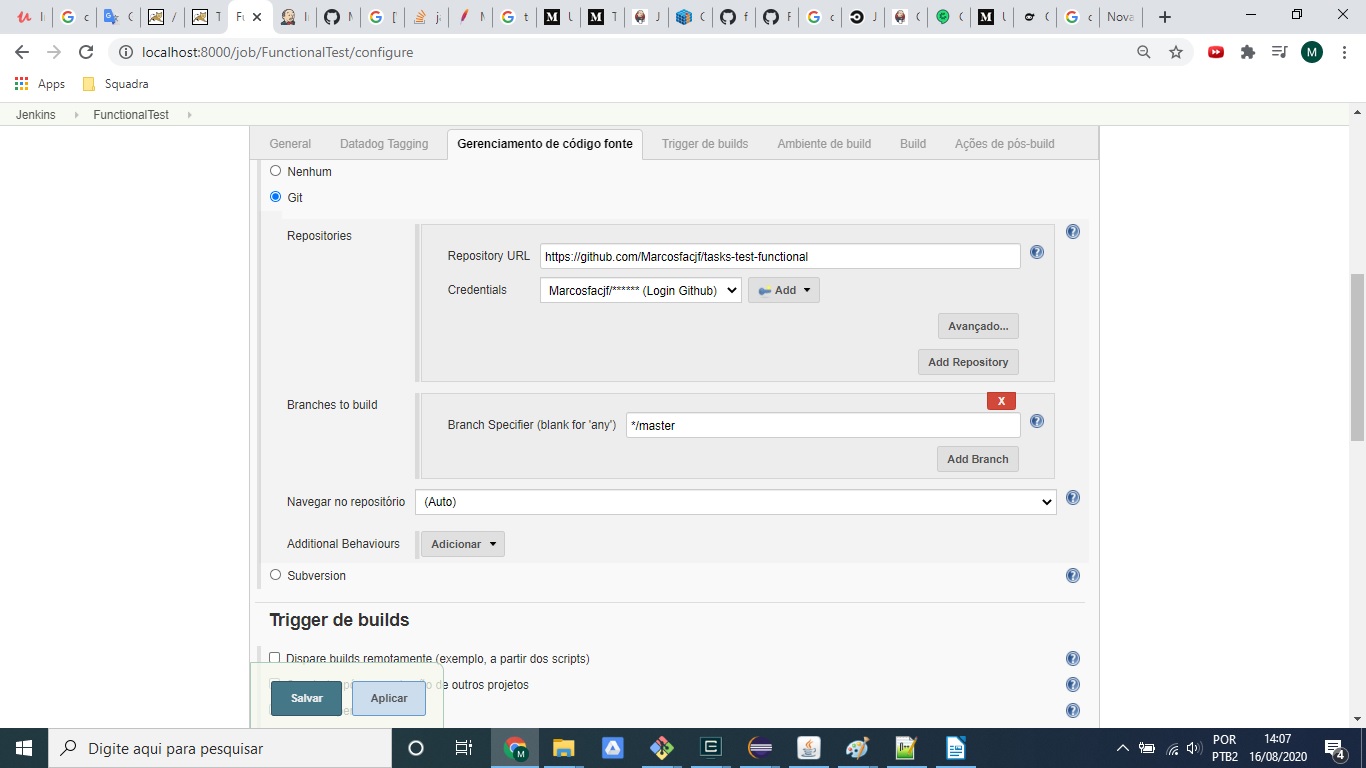 localhost:8000/job/FunctionalTest/configure
M
Apps
Squadra
Jenkins
FunctionalTest
General
Datadog Tagging
Gerenciamento de código fonte
Trigger de builds
Ambiente de build
Build
Ações de pós-build
Nenhum
Git
Repositories
Repository URL
https://github.com/Marcosfacjf/tasks-test-functional
Credentials
Marcosfacjf/****** (Login Github)
Add
Avançado...
Add Repository
Branches to build
X
Branch Specifier (blank for 'any')
*/master
Add Branch
Navegar no repositório
(Auto)
Additional Behaviours
Adicionar
Subversion
Trigger de builds
Dispare builds remotamente (exemplo, a partir dos scripts)
de outros projetos
Salvar
Aplicar
Digite aqui para pesquisar
POR
PTB2
14:07
16/08/2020
4